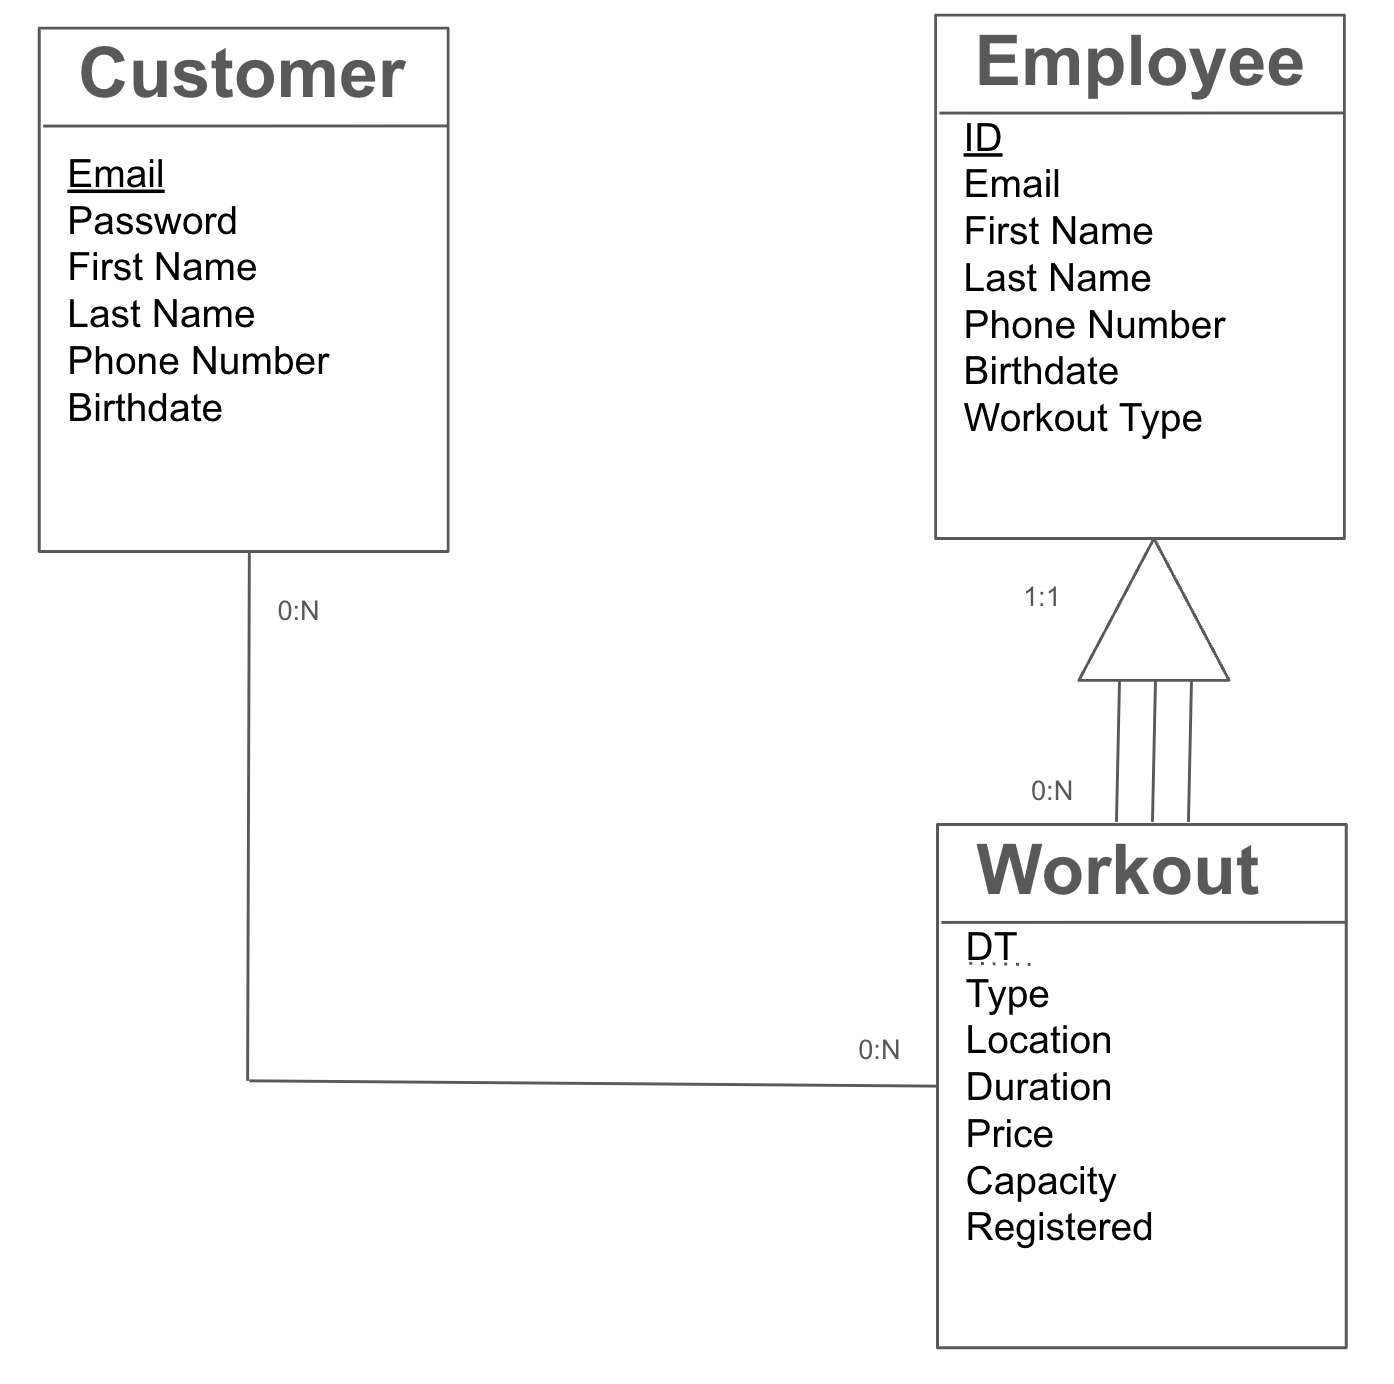 Customer
Email
Password
First Name
Last Name
Phone Number
Birthdate
0:N
Employee
ID
Email
First Name
Last Name
Phone Number
Birthdate
Workout Type
1:1
0:N
Workout
DT
Type
Location
Duration
Price
Capacity
Registered
0:N